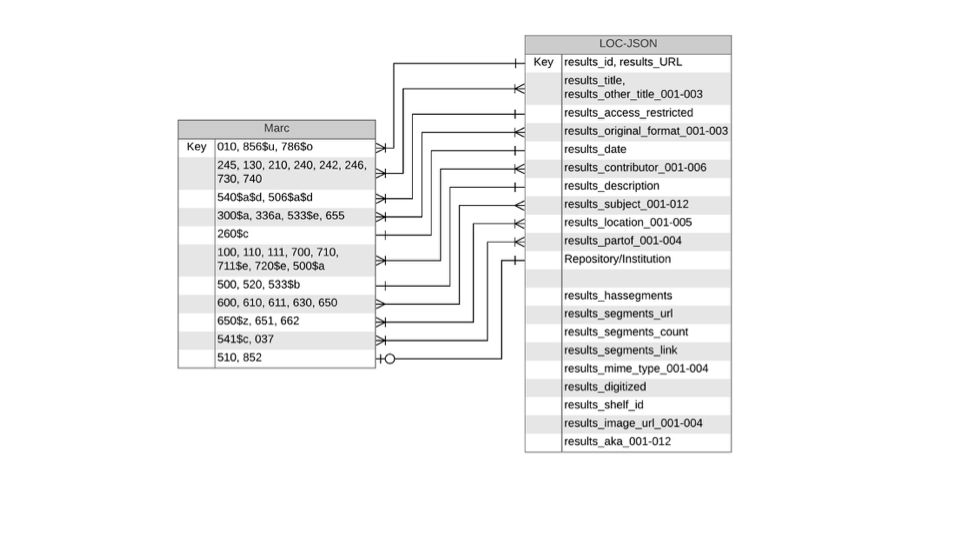 Marc
Key 010, 856$u, 786$o
245, 130, 210, 240, 242, 246,
730, 740
540$a$d, 506$a$d
300$a, 336a, 533$e, 655
260$c
100, 110, 111, 700, 710,
711$e, 720$e, 500$a
500, 520, 533$b
600, 610, 611, 630, 650
650$z, 651, 662
541$c, 037
510, 852
LOC-JSON
Key results_id, results_URL
results_title,
results_other_title_001-003
results_access_restricted
results_original_format_001-003
results_date
results_contributor_001-006
results_description
results_subject_001-012
results_location_001-005
results_partof_001-004
Repository/Institution
results_hassegments
results_segments_url
results_segments_count
results_segments_link
results_mime_type_001-004
results_digitized
results_shelf_id
results_image_url_001-004
results_aka_001-012